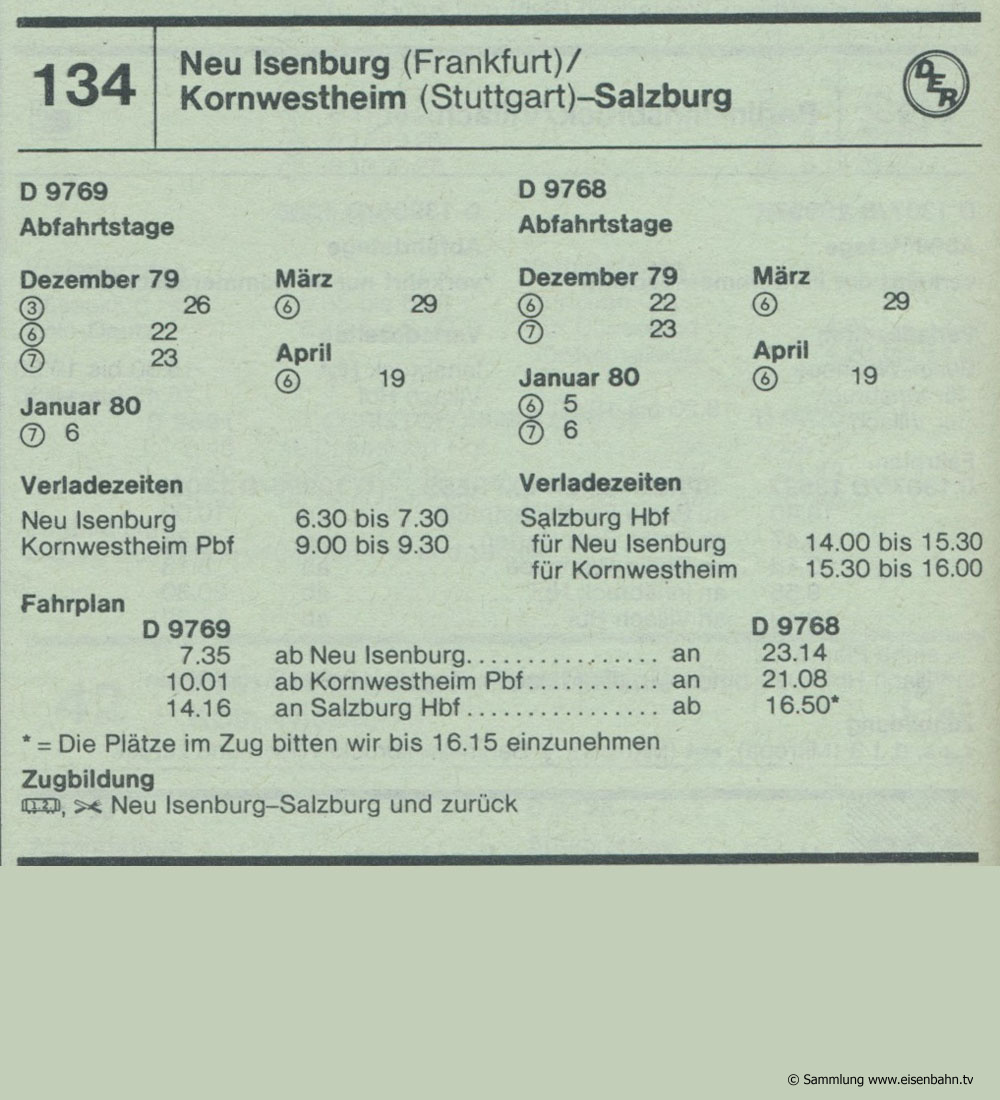 134
Neu Isenburg (Frankfurt)/
Kornwestheim (Stuttgart)–Salzburg
DER
D 9769
Abfahrtstage
Dezember 79
③ 26
⑥ 22
⑦ 23
Januar 80
⑦ 6
März
⑥ 29
April
⑥ 19
Verladezeiten
Neu Isenburg 6.30 bis 7.30
Kornwestheim Pbf 9.00 bis 9.30
D 9768
Abfahrtstage
Dezember 79
⑥ 22
⑦ 23
Januar 80
⑥ 5
⑦ 6
März
⑥ 29
April
⑥ 19
Verladezeiten
Salzburg Hbf
für Neu Isenburg 14.00 bis 15.30
für Kornwestheim 15.30 bis 16.00
Fahrplan
D 9769 D 9768
7.35 ab Neu Isenburg................ an 23.14
10.01 ab Kornwestheim Pbf........... an 21.08
14.16 an Salzburg Hbf................ ab 16.50*
* = Die Plätze im Zug bitten wir bis 16.15 einzunehmen
Zugbildung
1.2., Neu Isenburg–Salzburg und zurück
© Sammlung www.eisenbahn.tv